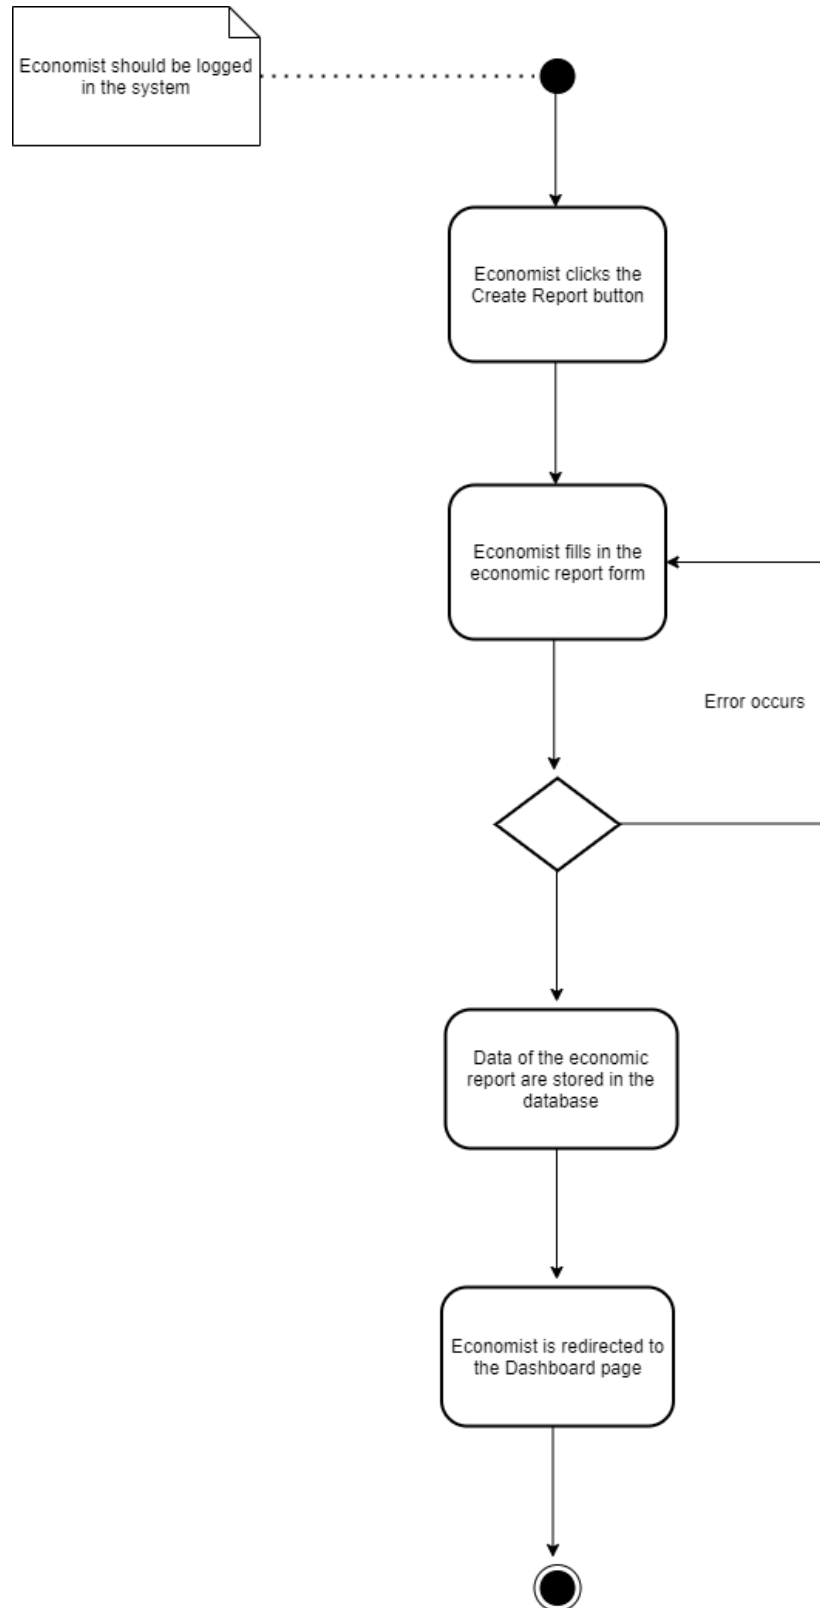 Economist should be logged
in the system
Economist clicks the
Create Report button
Economist fills in the
economic report form
Error occurs
Data of the economic
report are stored in the
database
Economist is redirected to
the Dashboard page